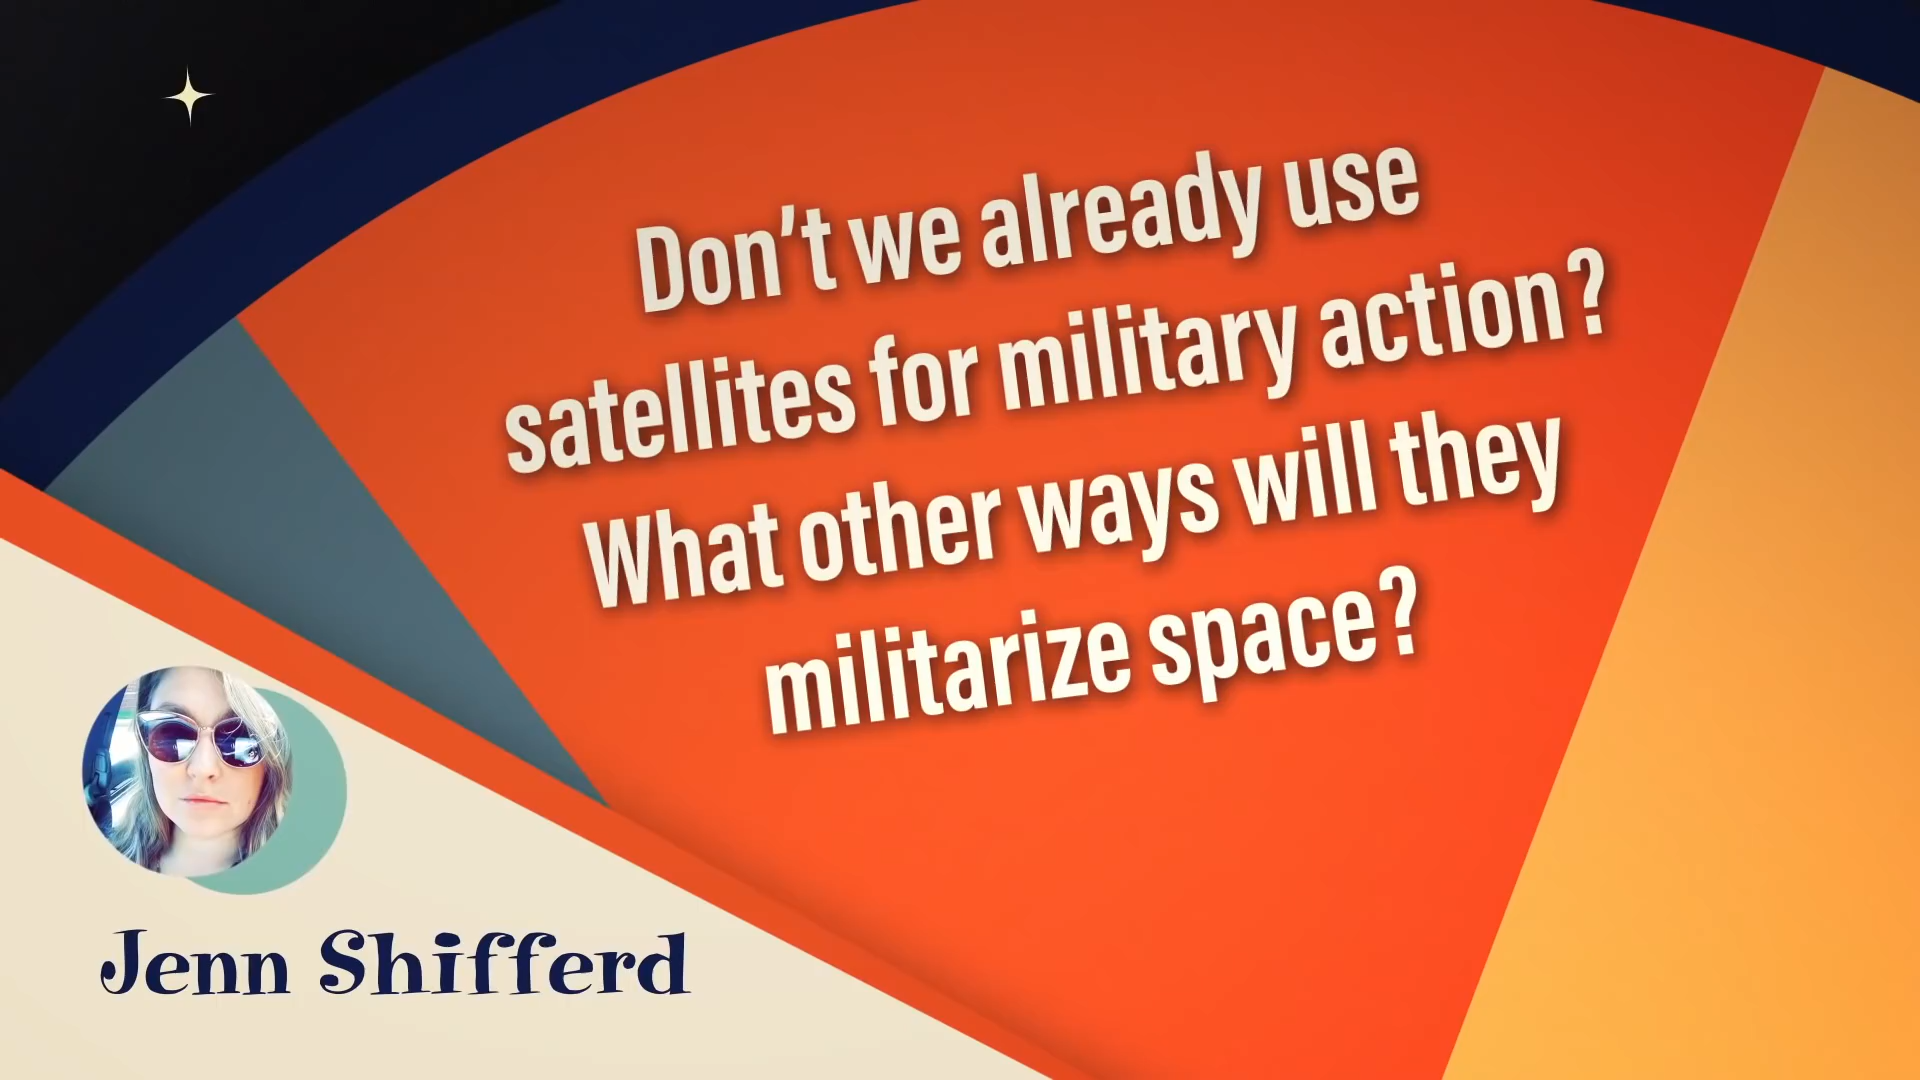 Don't we already use
satellites for military action?
What other ways will they
militarize space?
Jenn Shifferd